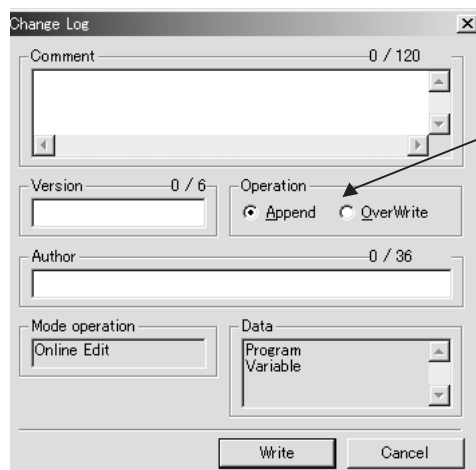 Change Log
Comment 0 / 120
Version 0 / 6
Operation
Append OverWrite
Author 0 / 36
Mode operation
Online Edit
Data
Program
Variable
Write Cancel